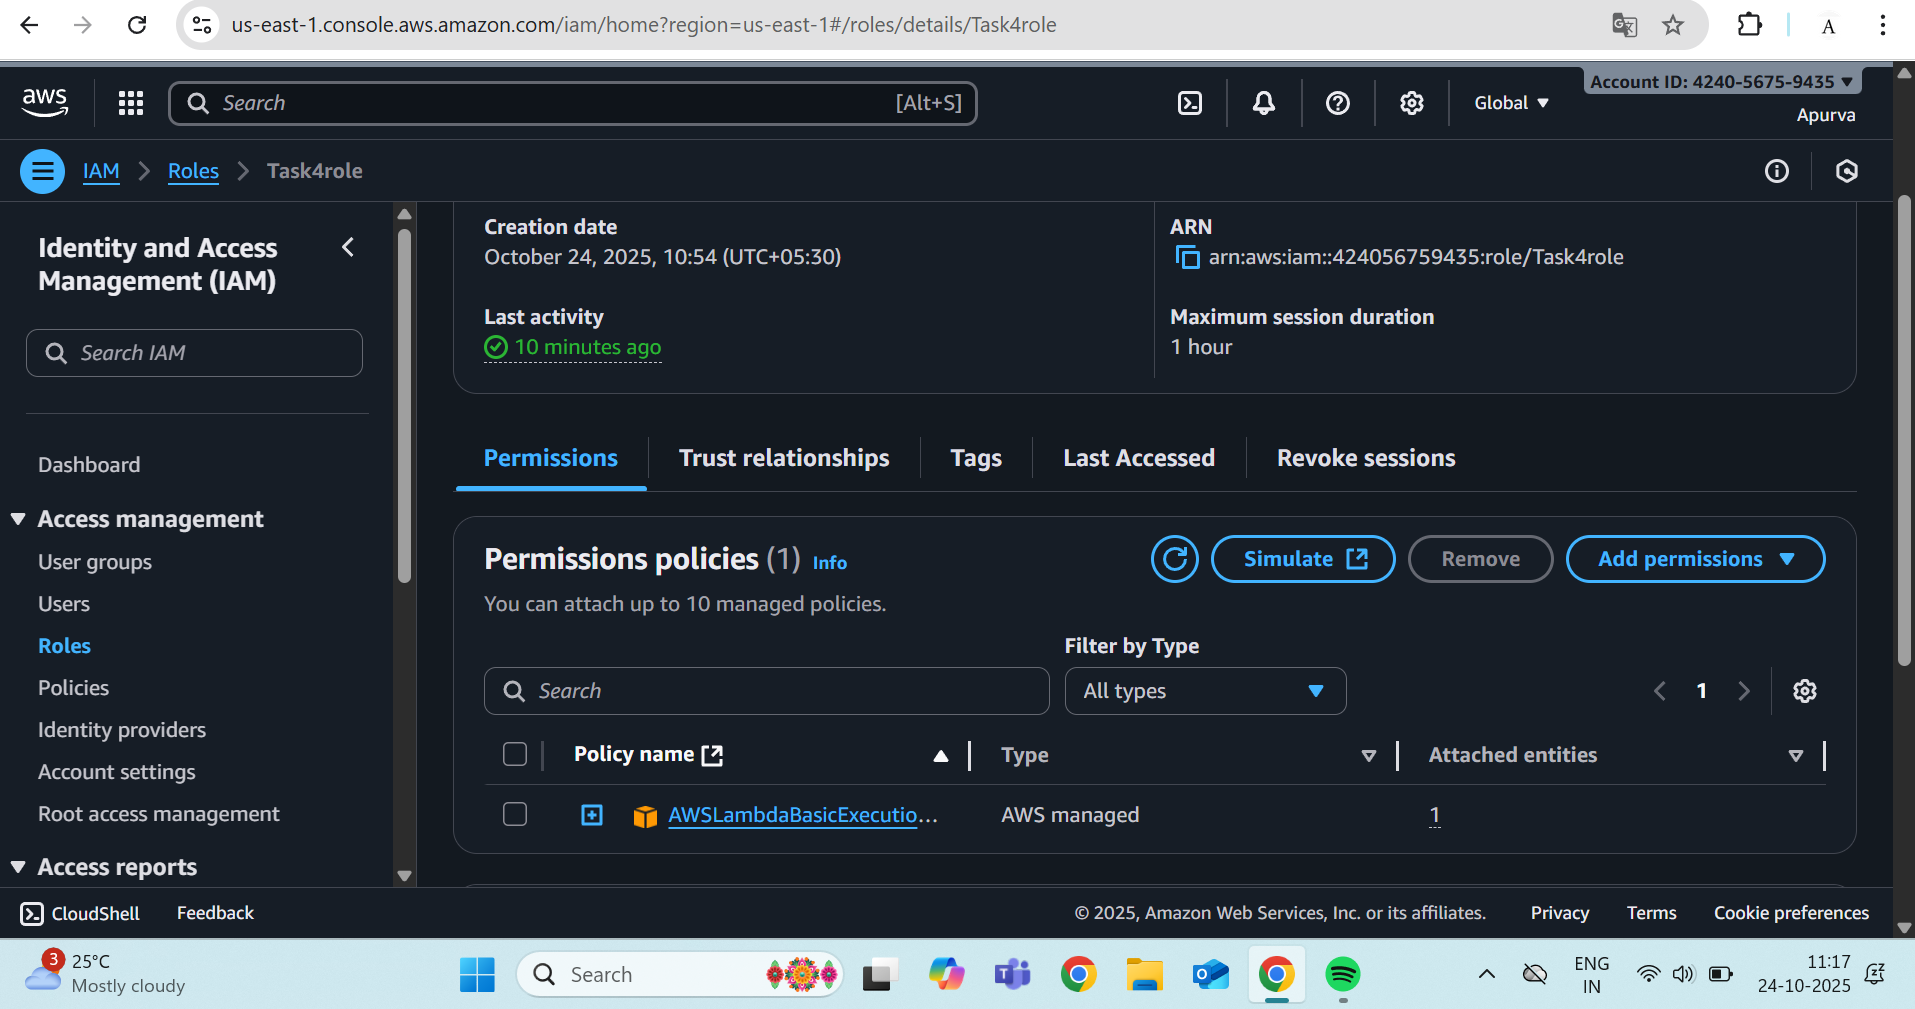 us-east-1.console.aws.amazon.com/iam/home?region=us-east-1#/roles/details/Task4role
A
aws
Search
[Alt+S]
Global
Account ID: 4240-5675-9435
Apurva
IAM
Roles
Task4role
Identity and Access
Management (IAM)
Search IAM
Dashboard
Access management
User groups
Users
Roles
Policies
Identity providers
Account settings
Root access management
Access reports
Creation date
October 24, 2025, 10:54 (UTC+05:30)
ARN
arn:aws:iam::424056759435:role/Task4role
Last activity
10 minutes ago
Maximum session duration
1 hour
Permissions
Trust relationships
Tags
Last Accessed
Revoke sessions
Permissions policies (1) Info
Simulate
Remove
Add permissions
You can attach up to 10 managed policies.
Filter by Type
Search
All types
1
Policy name
Type
Attached entities
AWSLambdaBasicExecutio...
AWS managed
1
CloudShell
Feedback
© 2025, Amazon Web Services, Inc. or its affiliates.
Privacy
Terms
Cookie preferences
3
25°C
Mostly cloudy
Search
ENG
IN
11:17
24-10-2025